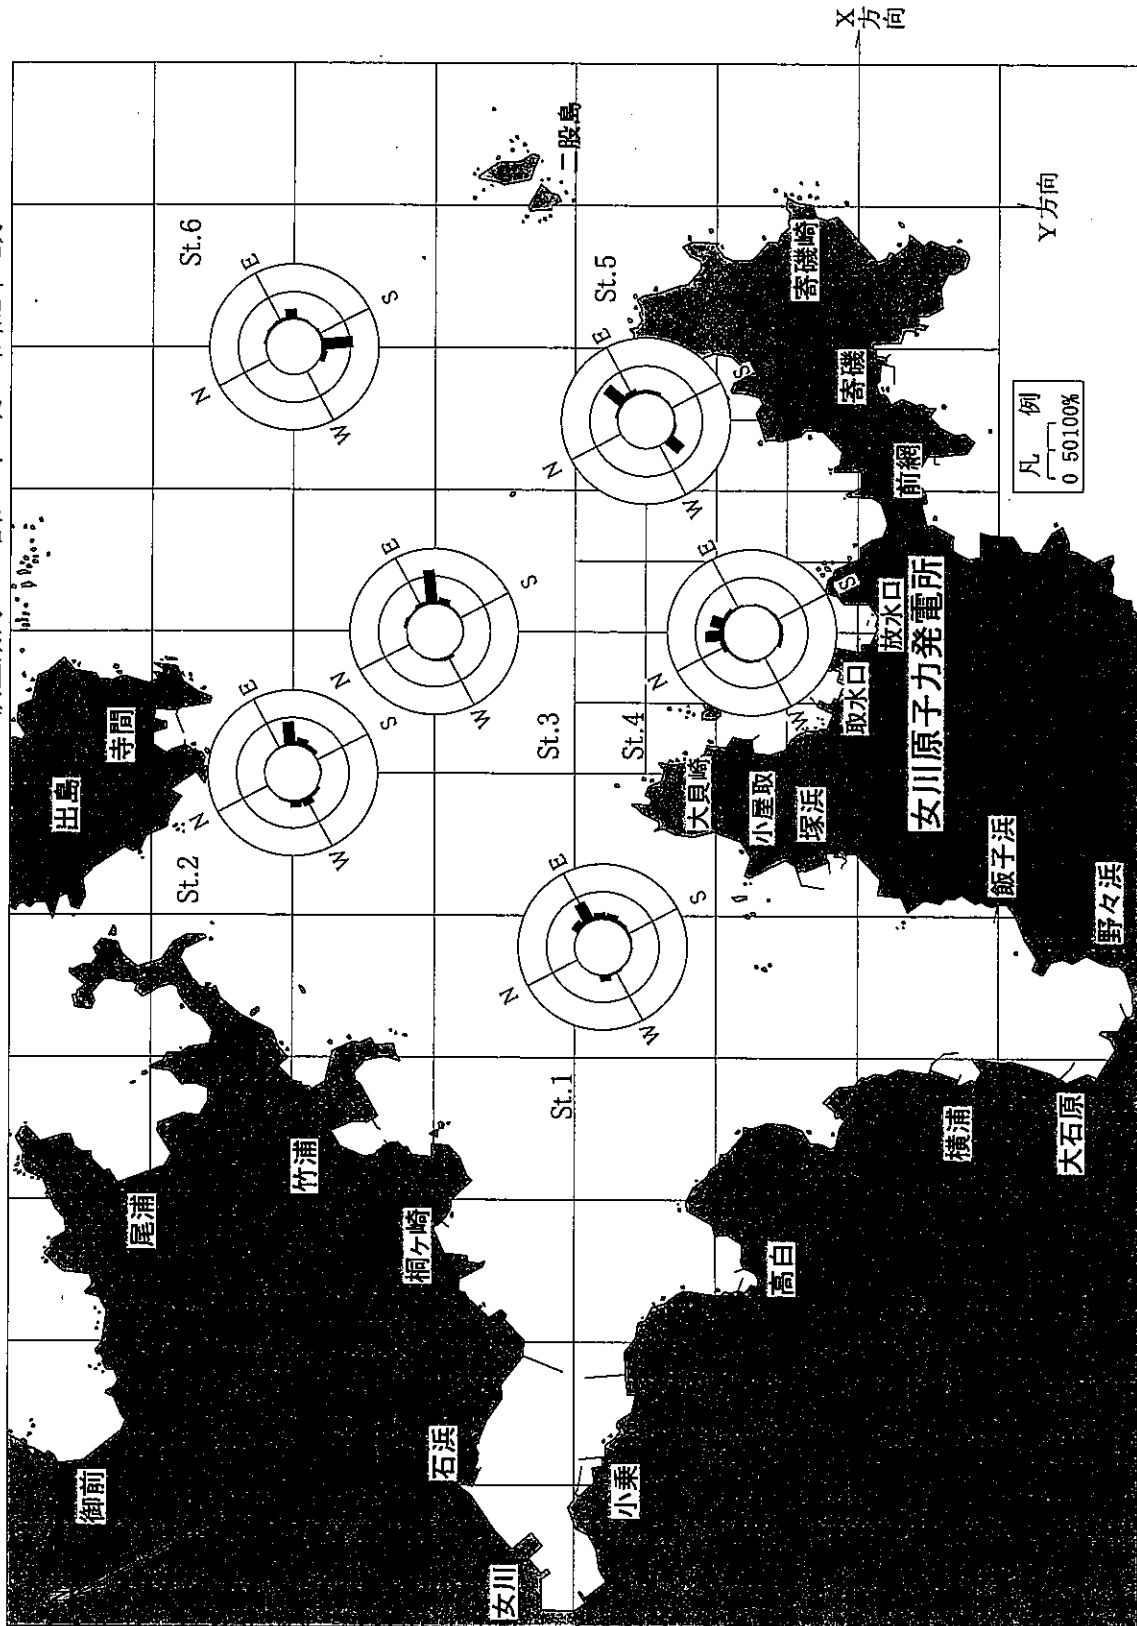 St.6
N
E
S
W
二股島
X方向
Y方向
St.5
N
E
S
W
寄磯崎
寄磯
前網
凡 例
0 50100%
出島
寺間
St.2
N
E
S
W
St.3
N
E
S
W
St.4
N
E
S
W
放水口
取水口
女川原子力発電所
大貝崎
小屋取
塚浜
飯子浜
野々浜
St.1
N
E
S
W
尾浦
竹浦
桐ケ崎
御前
石浜
女川
小乗
高白
横浦
大石原